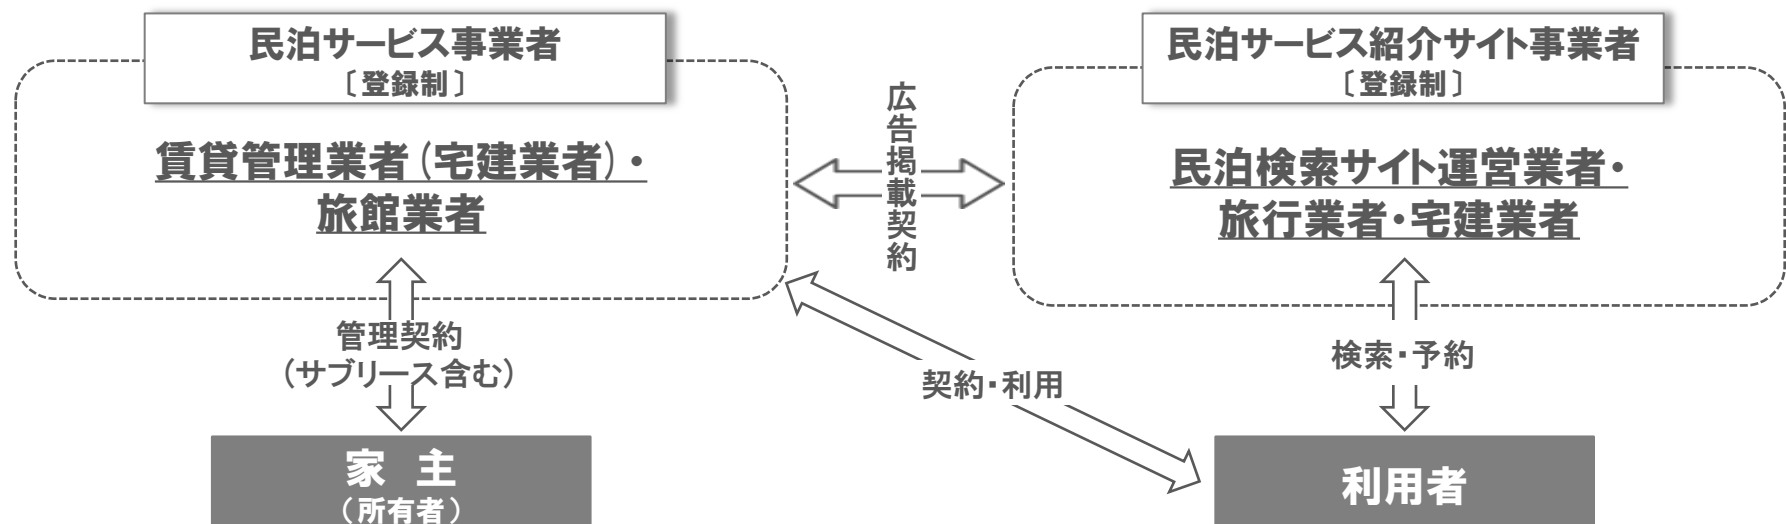 民泊サービス事業者
〔登録制〕
賃貸管理業者(宅建業者)・
旅館業者
広告掲載契約
民泊サービス紹介サイト事業者
〔登録制〕
民泊検索サイト運営業者・
旅行業者・宅建業者
管理契約
(サブリース含む)
契約・利用
検索・予約
家 主
(所有者)
利用者